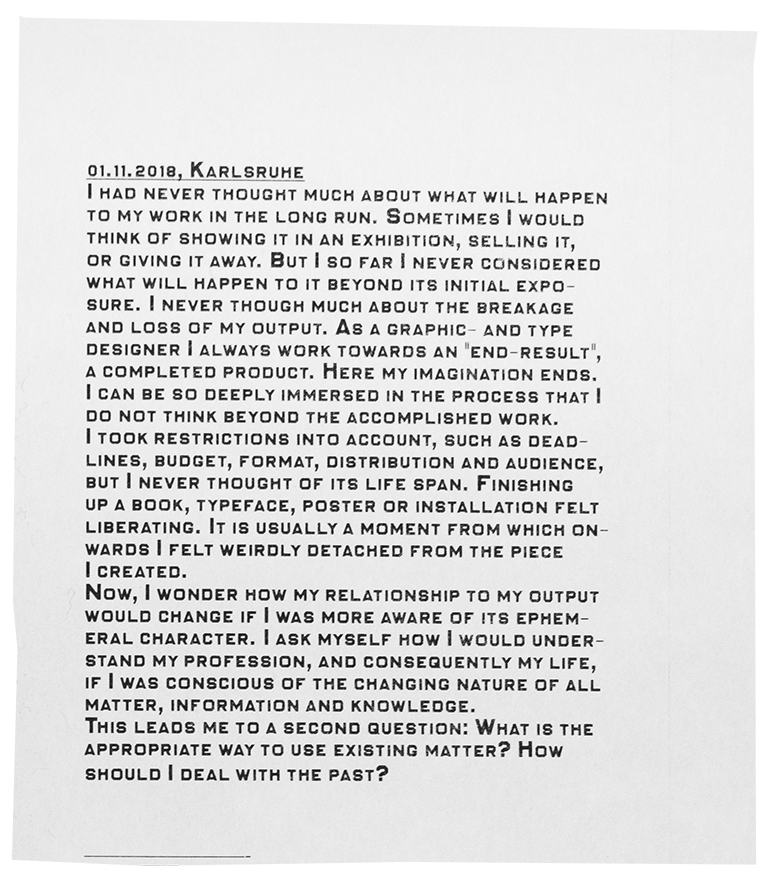 01.11.2018, Karlsruhe
I had never thought much about what will happen
to my work in the long run. Sometimes I would
think of showing it in an exhibition, selling it,
or giving it away. But I so far I never considered
what will happen to it beyond its initial expo-
sure. I never though much about the breakage
and loss of my output. As a graphic- and type
designer I always work towards an "end-result",
a completed product. Here my imagination ends.
I can be so deeply immersed in the process that I
do not think beyond the accomplished work.
I took restrictions into account, such as dead-
lines, budget, format, distribution and audience,
but I never thought of its life span. Finishing
up a book, typeface, poster or installation felt
liberating. It is usually a moment from which on-
wards I felt weirdly detached from the piece
I created.
Now, I wonder how my relationship to my output
would change if I was more aware of its ephem-
eral character. I ask myself how I would under-
stand my profession, and consequently my life,
if I was conscious of the changing nature of all
matter, information and knowledge.
This leads me to a second question: What is the
appropriate way to use existing matter? How
should I deal with the past?